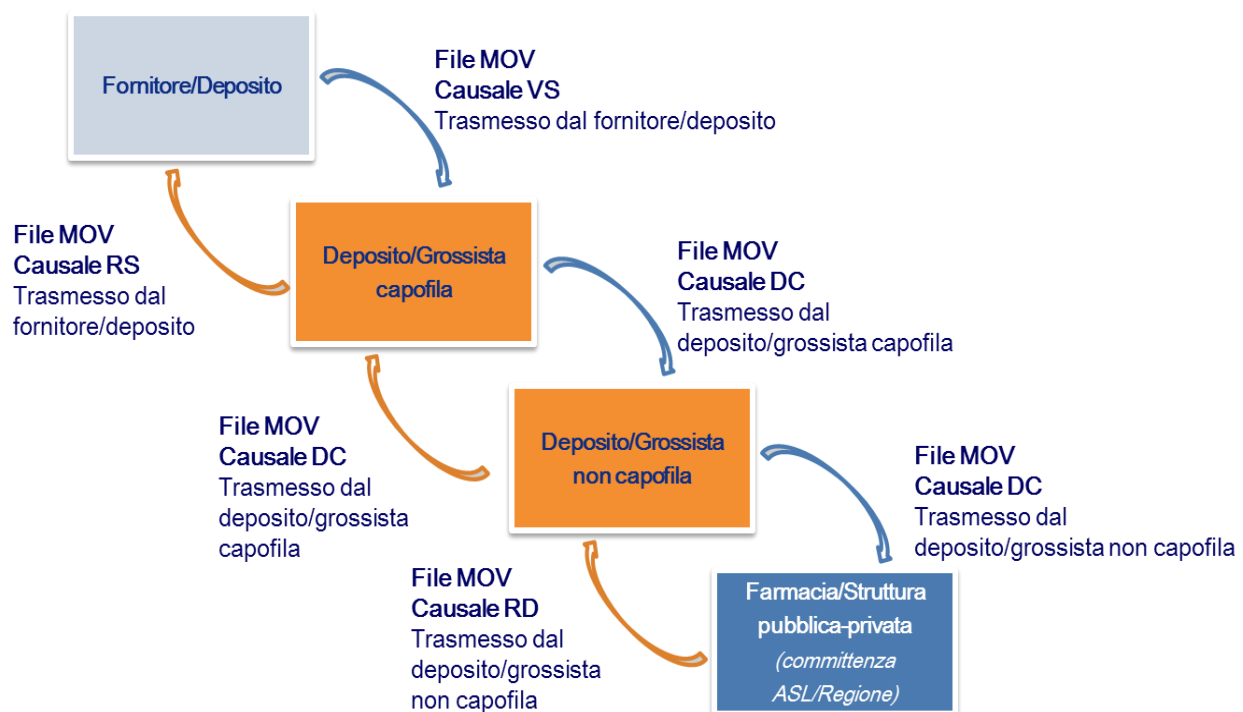 Fornitore/Deposito
File MOV
Causale VS
Trasmesso dal fornitore/deposito
File MOV
Causale RS
Trasmesso dal
fornitore/deposito
Deposito/Grossista
capofila
File MOV
Causale DC
Trasmesso dal
deposito/grossista capofila
File MOV
Causale DC
Trasmesso dal
deposito/grossista
capofila
Deposito/Grossista
non capofila
File MOV
Causale DC
Trasmesso dal
deposito/grossista non capofila
File MOV
Causale RD
Trasmesso dal
deposito/grossista
non capofila
Farmacia/Struttura
pubblica-privata
(committenza
ASL/Regione)